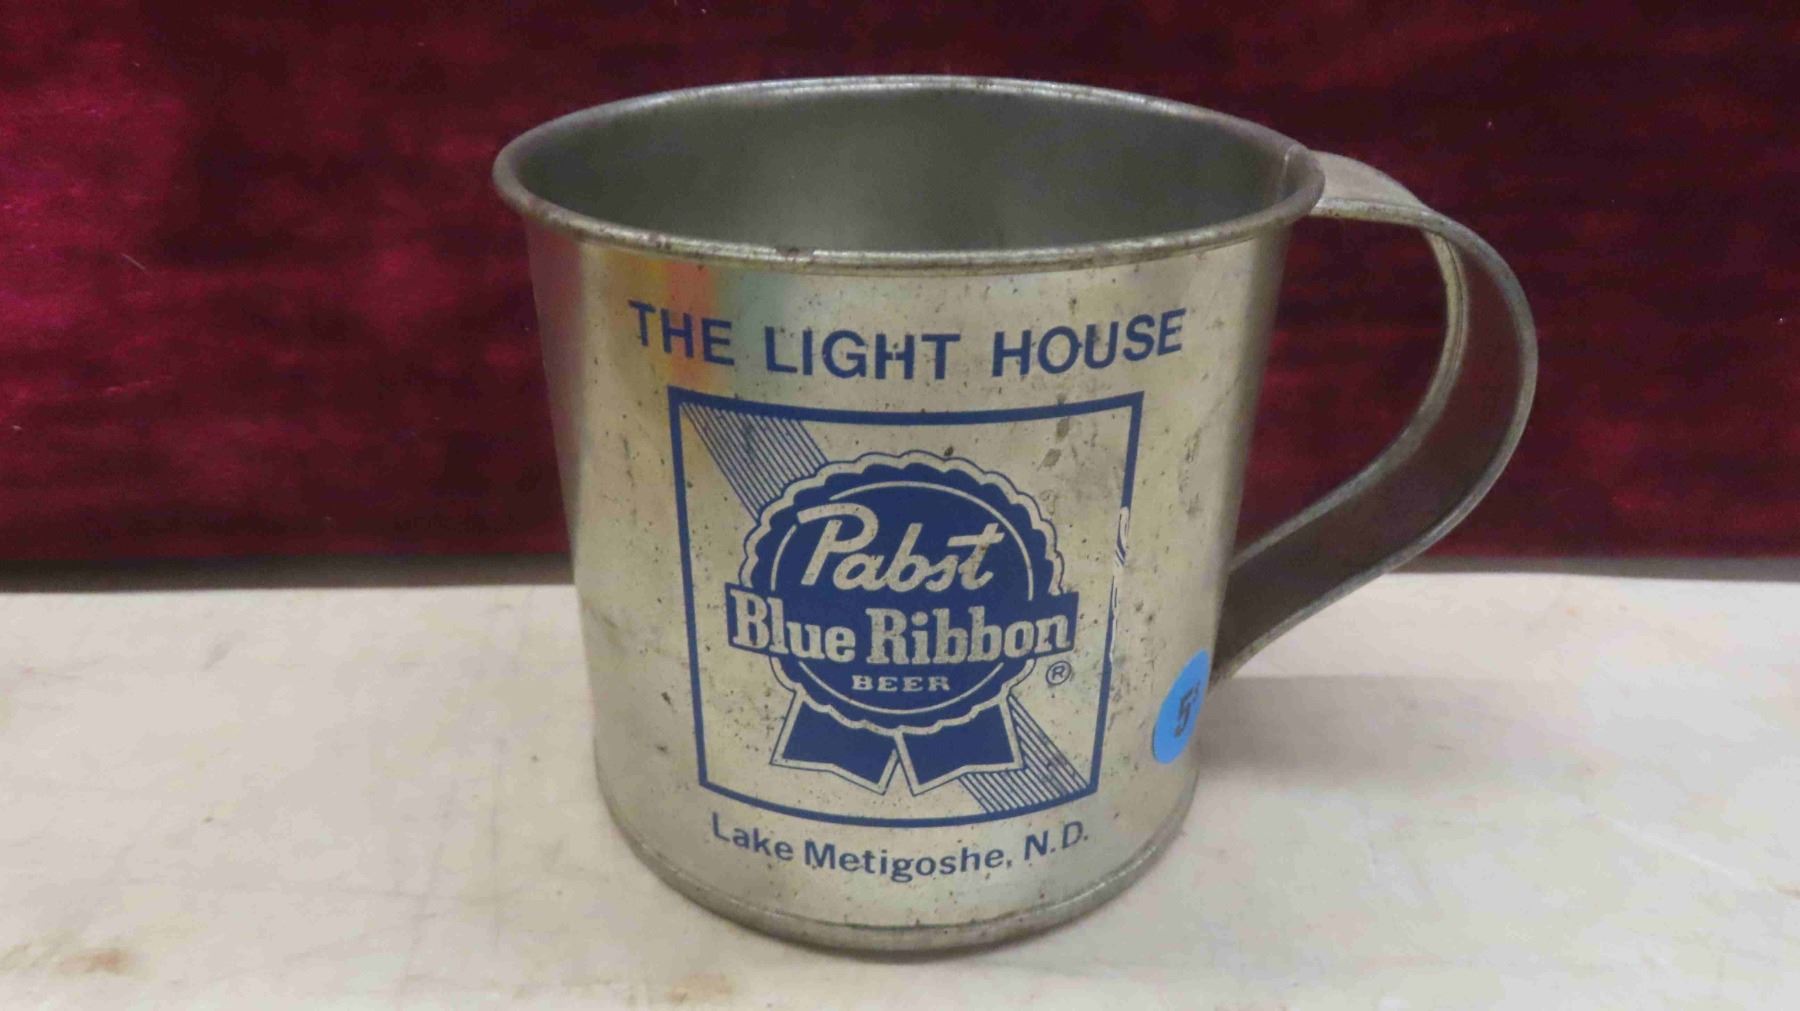 THE LIGHT HOUSE
Pabst
Blue Ribbon
BEER
®
Lake Metigoshe, N.D.